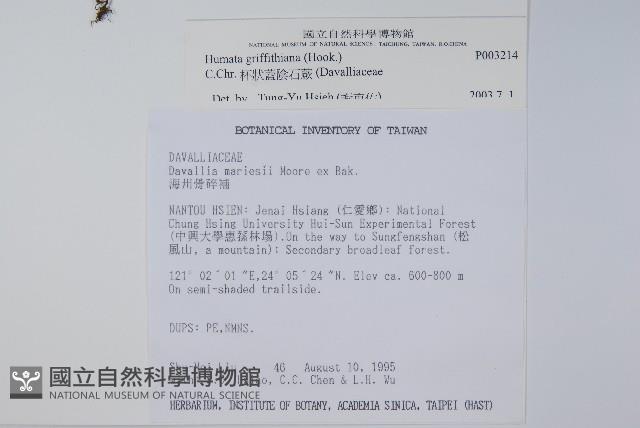 國立自然科學博物館
NATIONAL MUSEUM OF NATURAL SCIENCE, TAICHUNG, TAIWAN, R.O.CHINA
Humata griffithiana (Hook.) P003214
C.Chr. 杯狀蓋陰石蕨 (Davalliaceae
Det. by Tung-Yu Hsieh 2003.7.1
BOTANICAL INVENTORY OF TAIWAN
DAVALLIACEAE
Davallia mariesii Moore ex Bak.
海州骨碎補
NANTOU HSIEN: Jenai Hsiang (仁愛鄉): National
Chung Hsing University Hui-Sun Experimental Forest
(中興大學惠蓀林場).On the way to Sungfengshan (松
風山, a mountain): Secondary broadleaf forest.
121° 02´01 "E,24° 05´24 "N. Elev ca. 600-800 m
On semi-shaded trailside.
DUPS: PE,NMNS.
46 August 10, 1995
C.C. Chen & L.H. Wu
國立自然科學博物館
NATIONAL MUSEUM OF NATURAL SCIENCE
HERBARIUM, INSTITUTE OF BOTANY, ACADEMIA SINICA, TAIPEI (HAST)